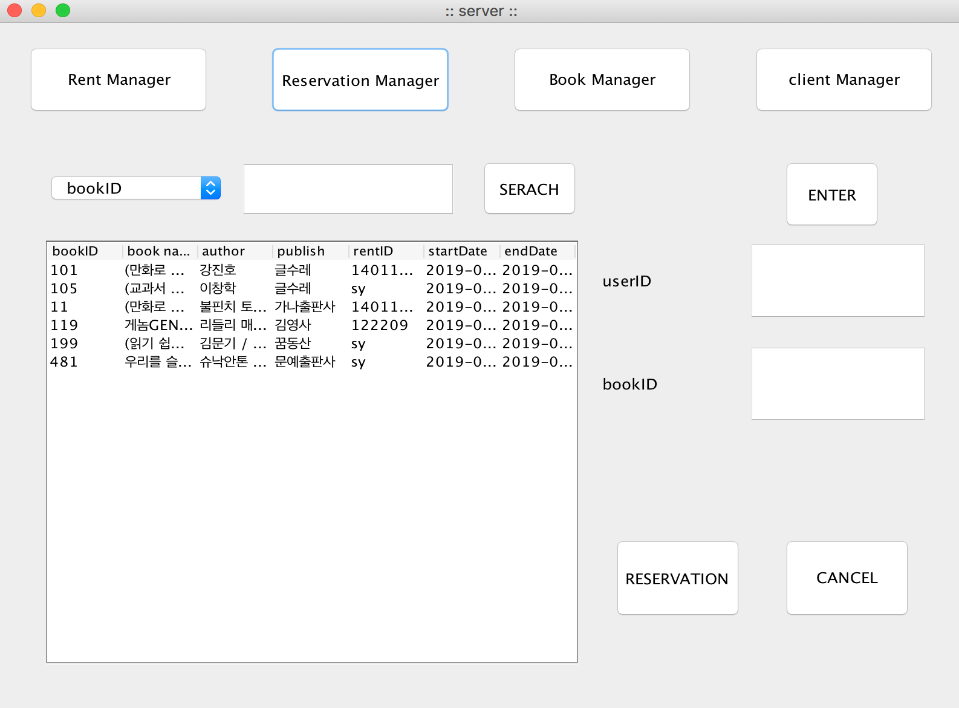 :: server ::
Rent Manager Reservation Manager Book Manager client Manager
bookID SERACH ENTER
bookID book na... author publish rentID startDate endDate
101 (만화로 ... 강진호 글수레 14011... 2019-0... 2019-0...
105 (교과서 ... 이창학 글수레 sy 2019-0... 2019-0...
11 (만화로 ... 불핀치 토... 가나출판사 14011... 2019-0... 2019-0...
119 게놈GEN... 리들리 매... 김영사 122209 2019-0... 2019-0...
199 (읽기 쉽... 김문기 / ... 꿈동산 sy 2019-0... 2019-0...
481 우리를 슬... 슈낙안톤 ... 문예출판사 sy 2019-0... 2019-0...
userID
bookID
RESERVATION CANCEL